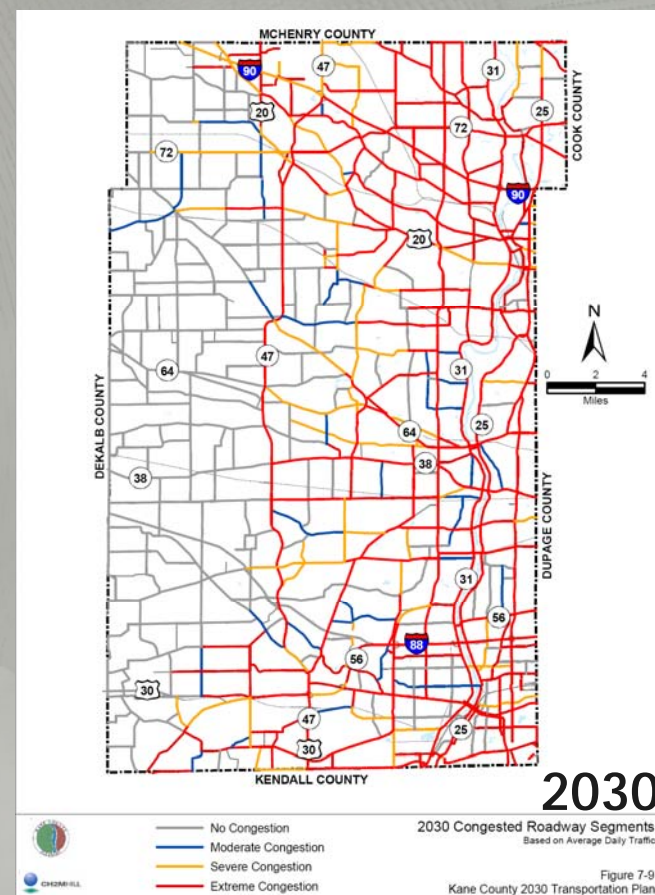 MCHENRY COUNTY
47
31
90
20
25
COOK COUNTY
72
72
90
20
N
47
31
0 2 4
Miles
64
25
64
DEKALB COUNTY
38
38
DUPAGE COUNTY
31
56
88
56
30
47
25
30
KENDALL COUNTY
2030
No Congestion
Moderate Congestion
Severe Congestion
Extreme Congestion
2030 Congested Roadway Segments
Based on Average Daily Traffic
CH2MHILL
Figure 7-9
Kane County 2030 Transportation Plan